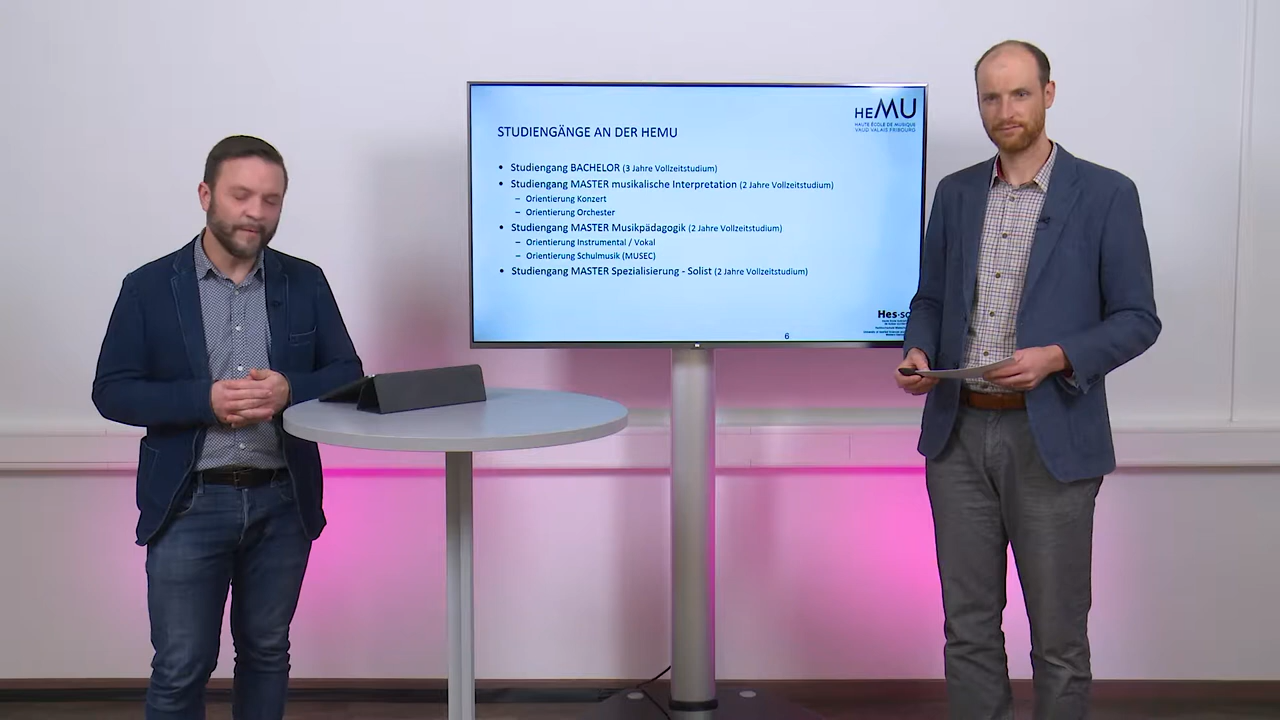 HEMU
HAUTE ÉCOLE DE MUSIQUE
VAUD VALAIS FRIBOURG
STUDIENGÄNGE AN DER HEMU
• Studiengang BACHELOR (3 Jahre Vollzeitstudium)
• Studiengang MASTER musikalische Interpretation (2 Jahre Vollzeitstudium)
– Orientierung Konzert
– Orientierung Orchester
• Studiengang MASTER Musikpädagogik (2 Jahre Vollzeitstudium)
– Orientierung Instrumental / Vokal
– Orientierung Schulmusik (MUSEC)
• Studiengang MASTER Spezialisierung - Solist (2 Jahre Vollzeitstudium)
Hes·so
6